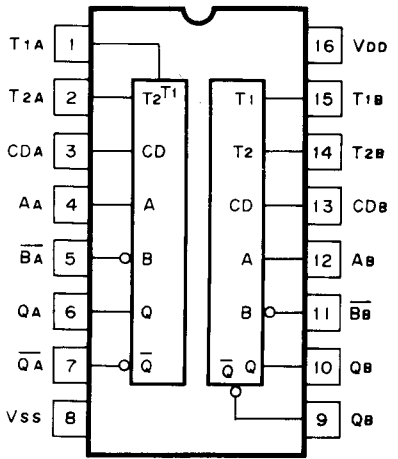 T1A 1 16 VDD
T2A 2 T2 T1 T1 15 T1B
CDA 3 CD T2 14 T2B
AA 4 A CD 13 CDB
B̅A̅ 5 B A 12 AB
QA 6 Q B 11 B̅B̅
Q̅A̅ 7 Q̅ Q̅ Q 10 QB
VSS 8 9 QB